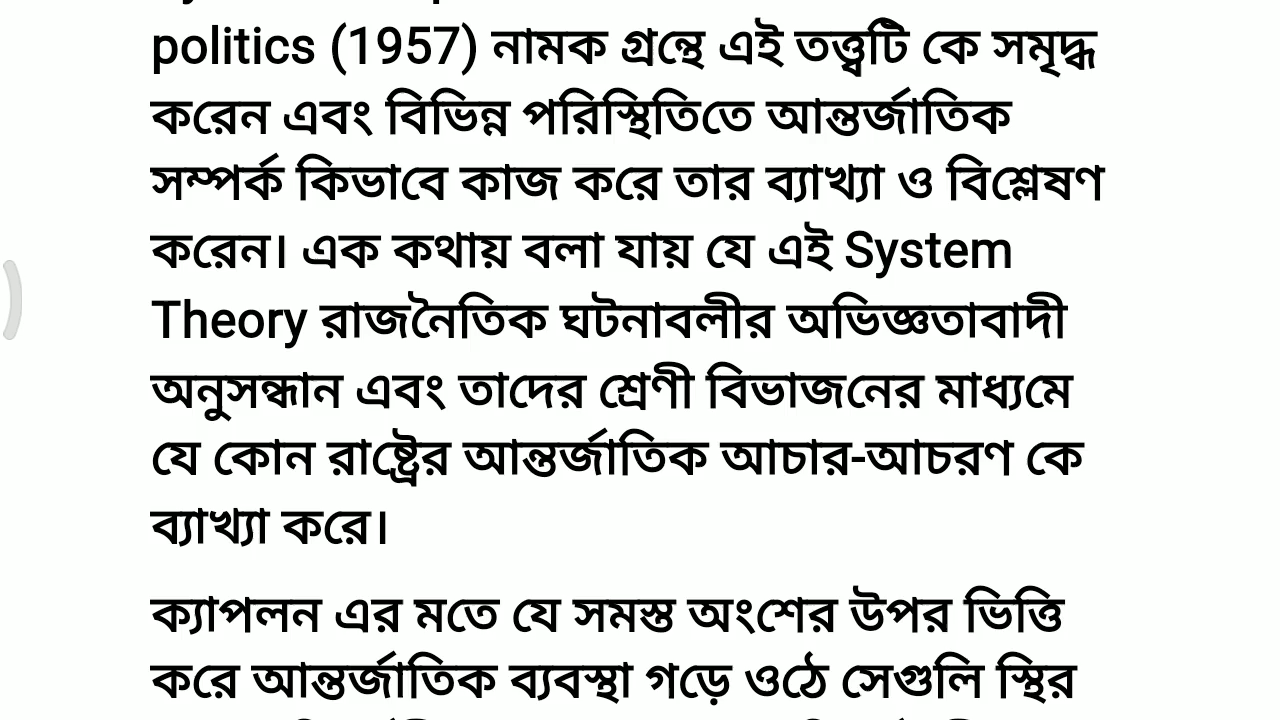 politics (1957) নামক গ্রন্থে এই তত্ত্বটি কে সমৃদ্ধ
করেন এবং বিভিন্ন পরিস্থিতিতে আন্তর্জাতিক
সম্পর্ক কিভাবে কাজ করে তার ব্যাখ্যা ও বিশ্লেষণ
করেন। এক কথায় বলা যায় যে এই System
Theory রাজনৈতিক ঘটনাবলীর অভিজ্ঞতাবাদী
অনুসন্ধান এবং তাদের শ্রেণী বিভাজনের মাধ্যমে
যে কোন রাষ্ট্রের আন্তর্জাতিক আচার-আচরণ কে
ব্যাখ্যা করে।
ক্যাপলন এর মতে যে সমস্ত অংশের উপর ভিত্তি
করে আন্তর্জাতিক ব্যবস্থা গড়ে ওঠে সেগুলি স্থির